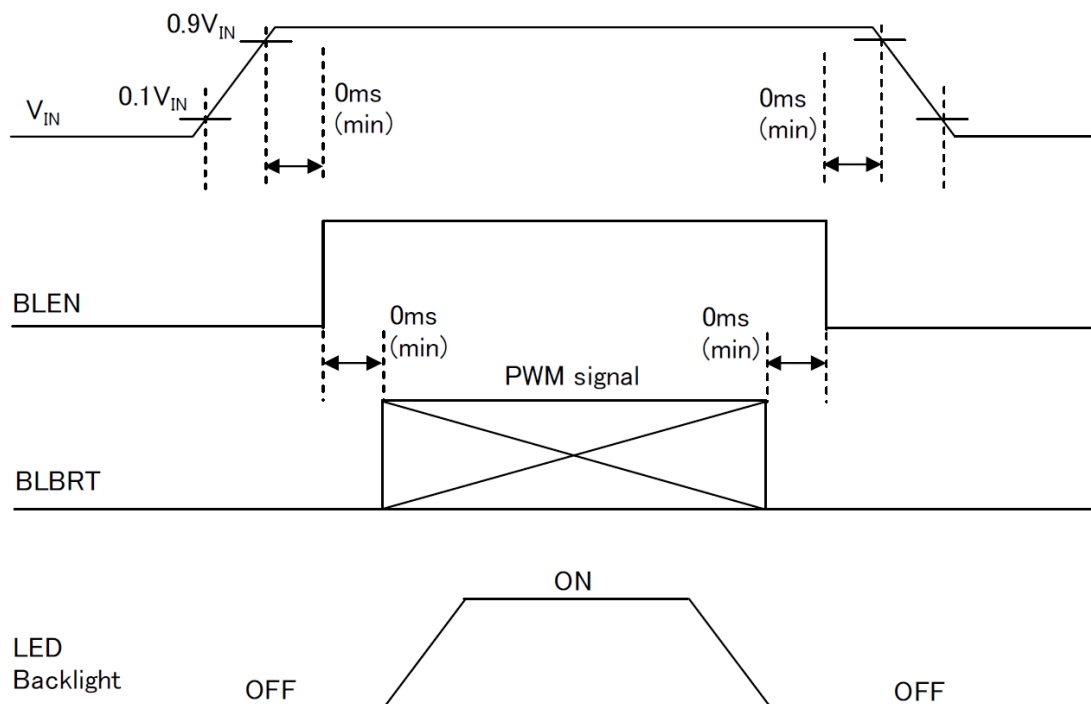 0.9VIN
0.1VIN
VIN
0ms
(min)
0ms
(min)
BLEN
0ms
(min)
0ms
(min)
PWM signal
BLBRT
ON
LED
Backlight
OFF
OFF